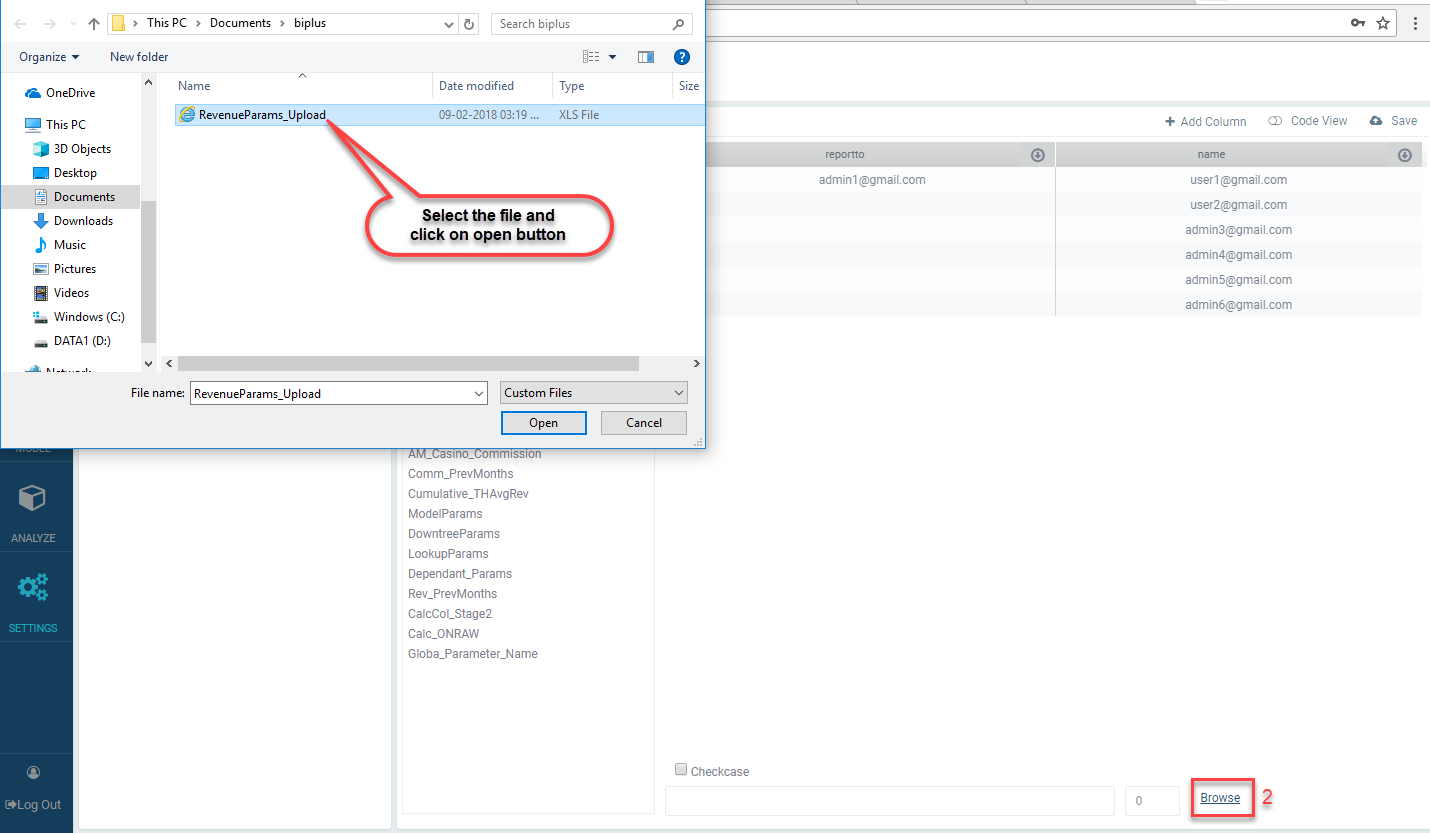 This PC > Documents > biplus
Search biplus
Organize
New folder
?
Name
Date modified
Type
Size
OneDrive
This PC
3D Objects
Desktop
Documents
Downloads
Music
Pictures
Videos
Windows (C:)
DATA1 (D:)
Network
RevenueParams_Upload
09-02-2018 03:19 ...
XLS File
Select the file and
click on open button
File name:
RevenueParams_Upload
Custom Files
Open
Cancel
+ Add Column
Code View
Save
reportto
name
admin1@gmail.com
user1@gmail.com
user2@gmail.com
admin3@gmail.com
admin4@gmail.com
admin5@gmail.com
admin6@gmail.com
MODEL
ANALYZE
SETTINGS
Log Out
AM_Casino_Commission
Comm_PrevMonths
Cumulative_THAvgRev
ModelParams
DowntreeParams
LookupParams
Dependant_Params
Rev_PrevMonths
CalcCol_Stage2
Calc_ONRAW
Globa_Parameter_Name
Checkcase
0
Browse
2